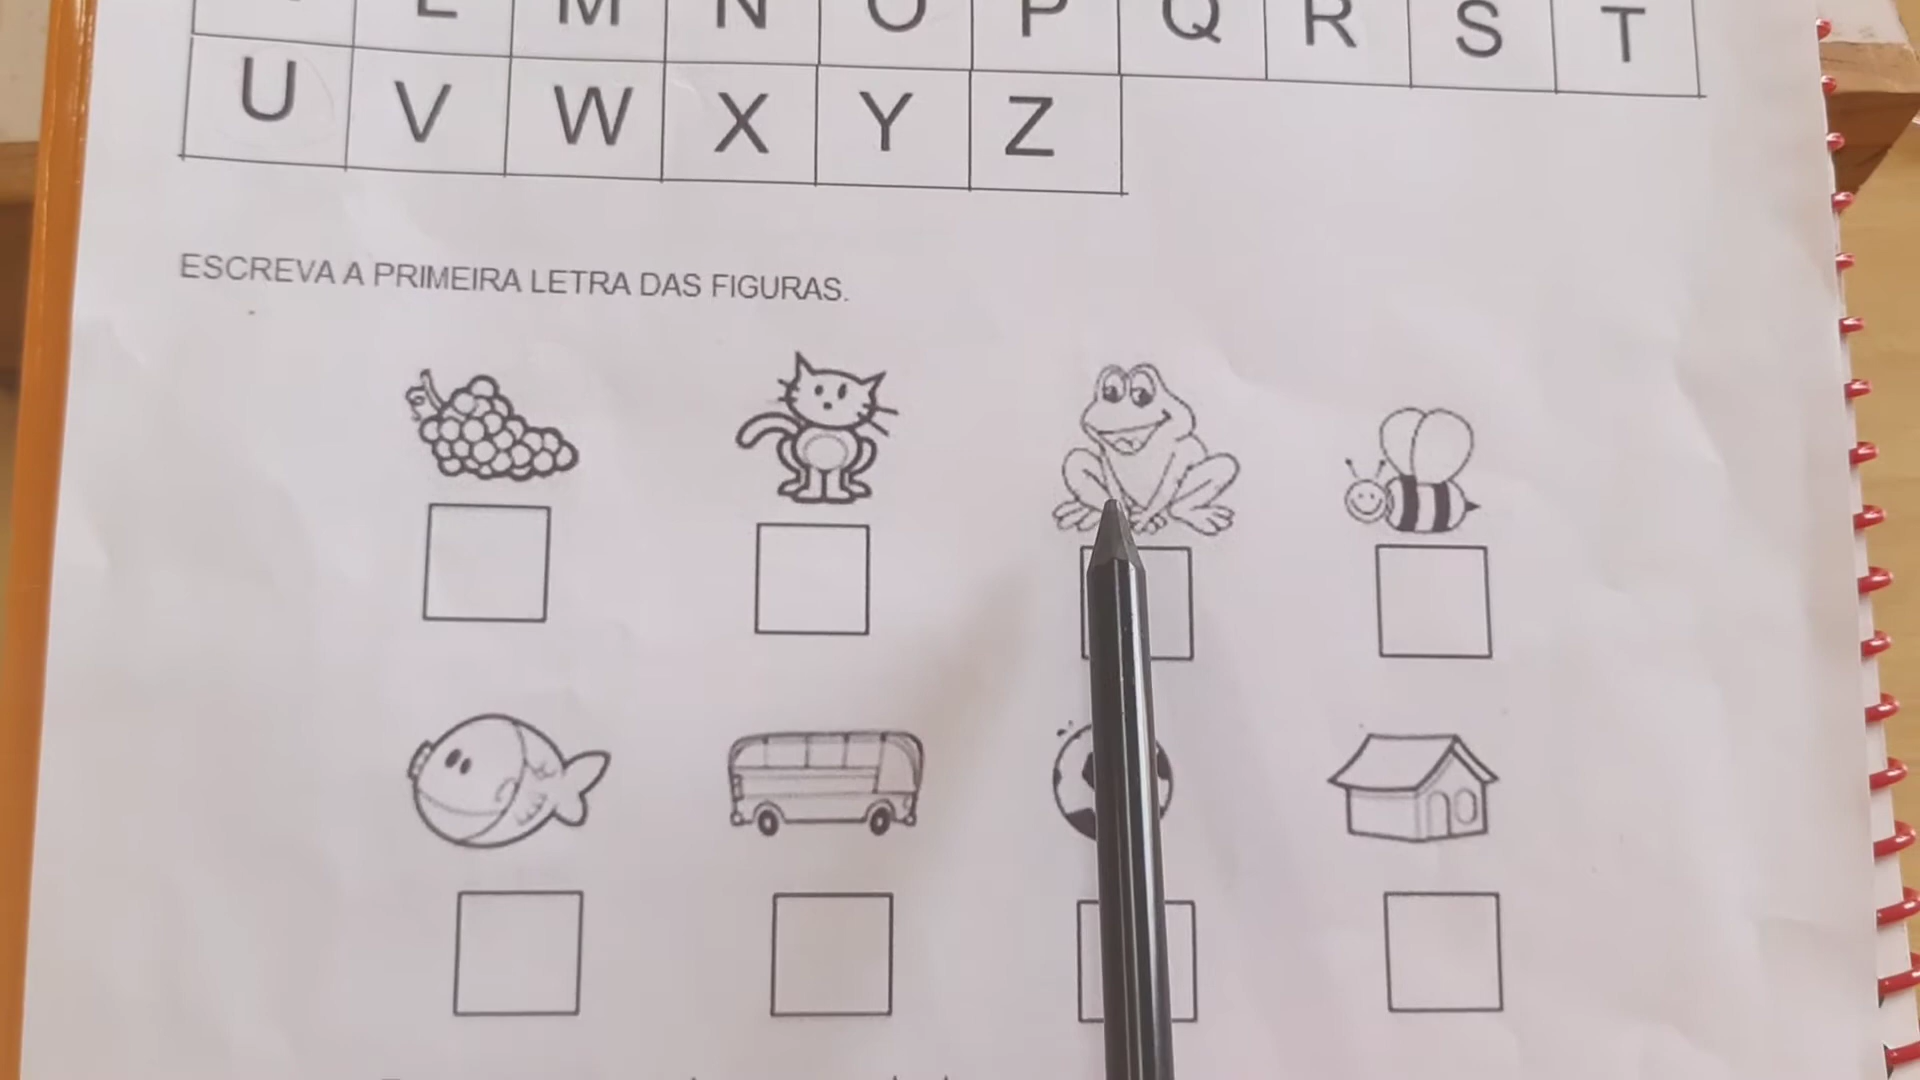 L M N O P Q R S T
U V W X Y Z
ESCREVA A PRIMEIRA LETRA DAS FIGURAS.